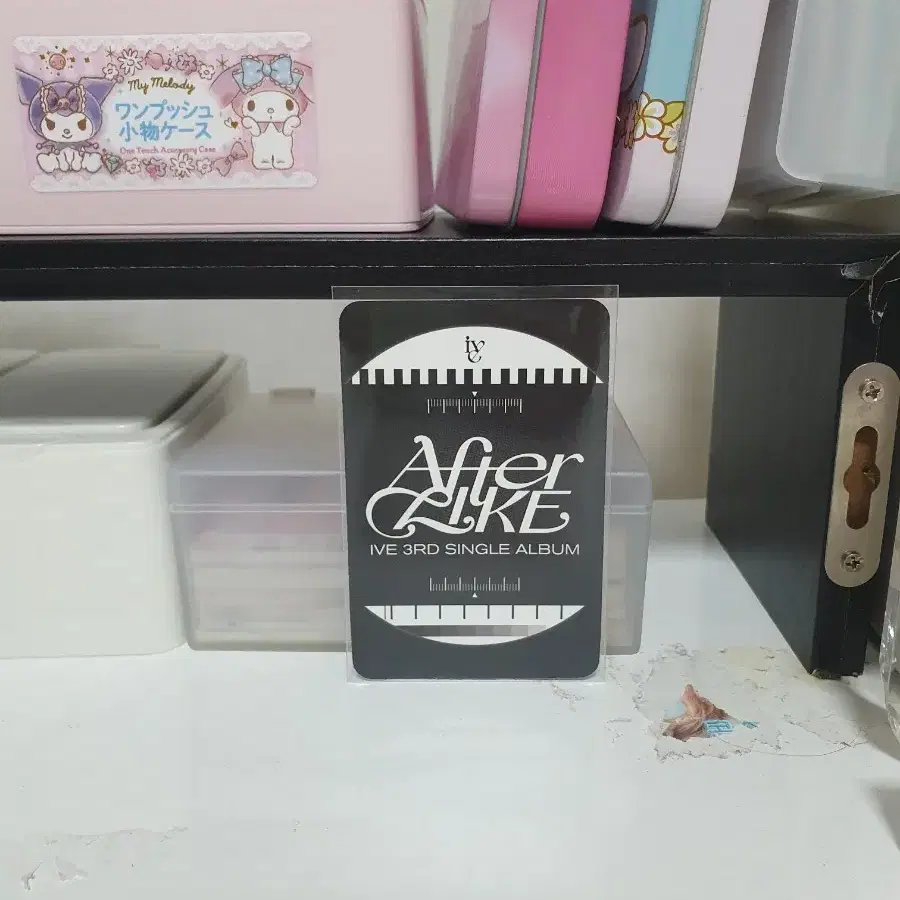 My Melody
ワンプッシュ
小物ケース
One Touch Accessory Case
ive
After
LIKE
IVE 3RD SINGLE ALBUM